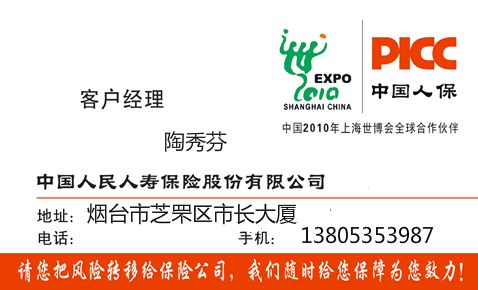 EXPO
2010
SHANGHAI CHINA
PICC
中国人保
中国2010年上海世博会全球合作伙伴
客户经理
陶秀芬
中国人民人寿保险股份有限公司
地址：烟台市芝罘区市长大厦
电话： 手机：13805353987
请您把风险转移给保险公司，我们随时给您保障为您效力！